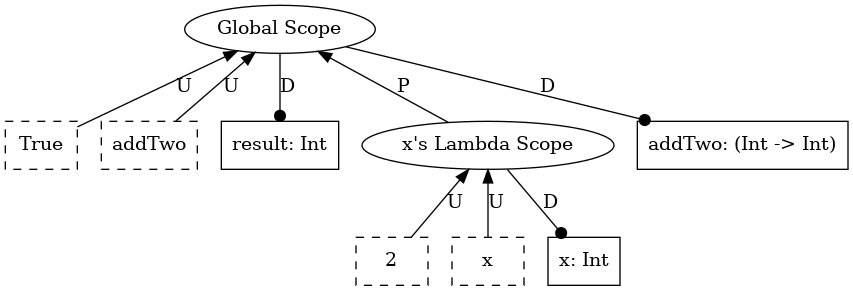 Global Scope
U
U
D
P
D
True
addTwo
result: Int
x's Lambda Scope
addTwo: (Int -> Int)
U
U
D
2
x
x: Int